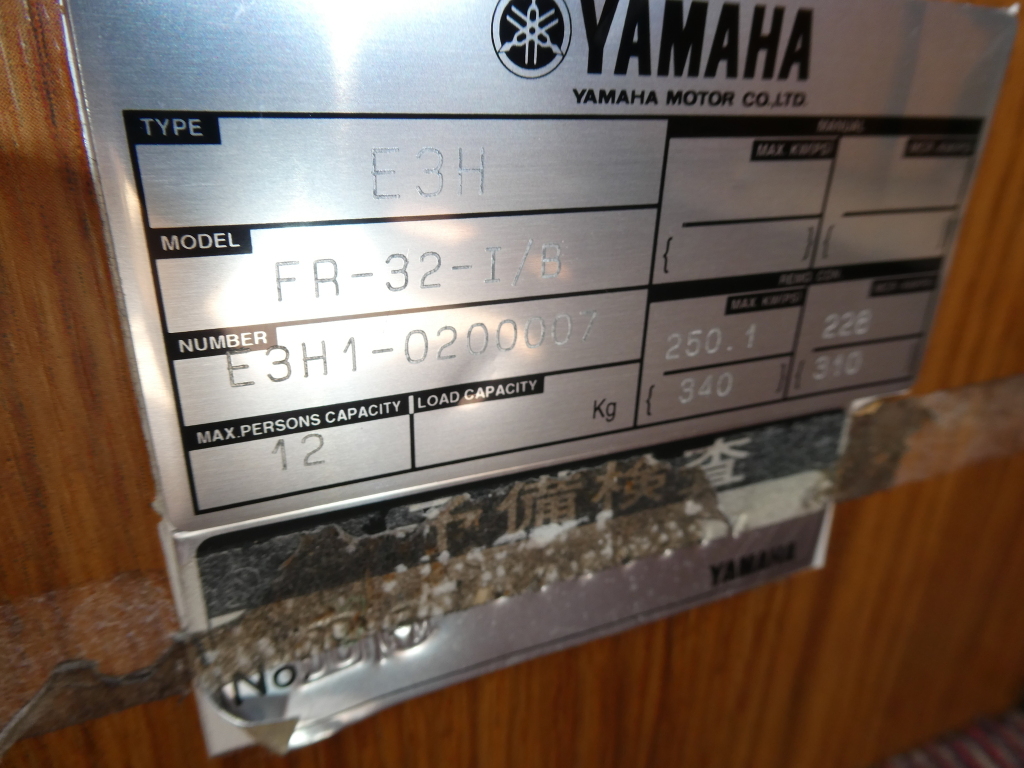 YAMAHA
YAMAHA MOTOR CO.,LTD.
TYPE
E3H
MANUAL
MAX. KW(PS)
MODEL
FR-32-I/B
REMO. CON.
MAX. KW(PS)
250.1 228
340 310
NUMBER
E3H1-0200007
MAX.PERSONS CAPACITY
12
LOAD CAPACITY
Kg
予備検査
YAMAHA
No.